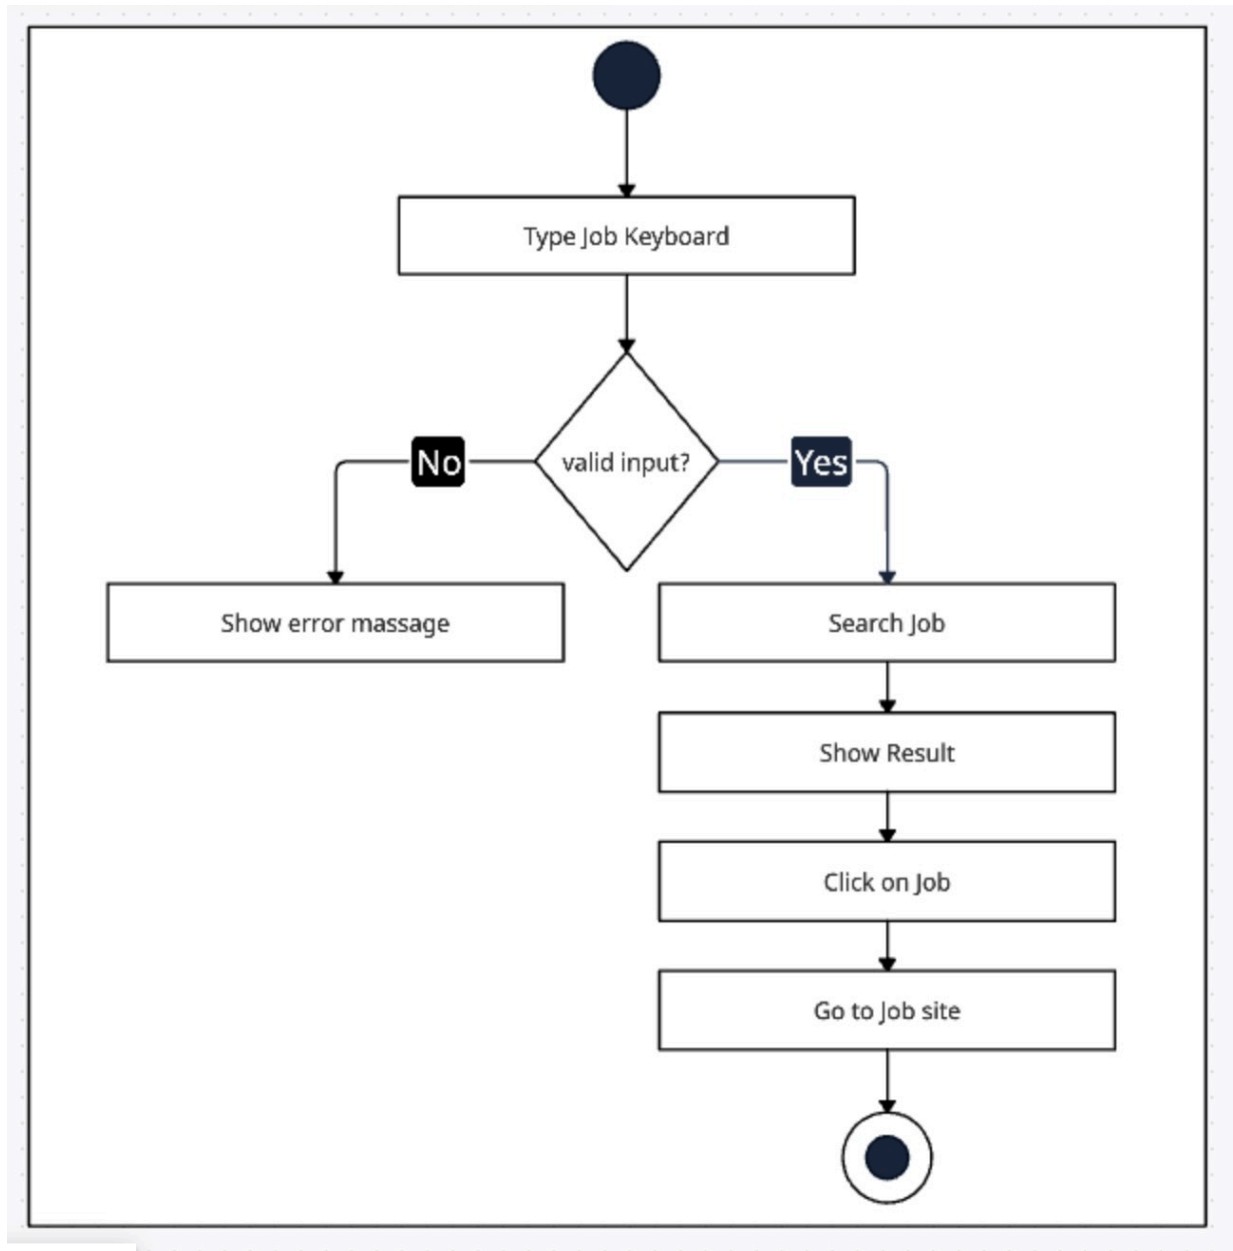 Type Job Keyboard
valid input?
No
Yes
Show error massage
Search Job
Show Result
Click on Job
Go to Job site